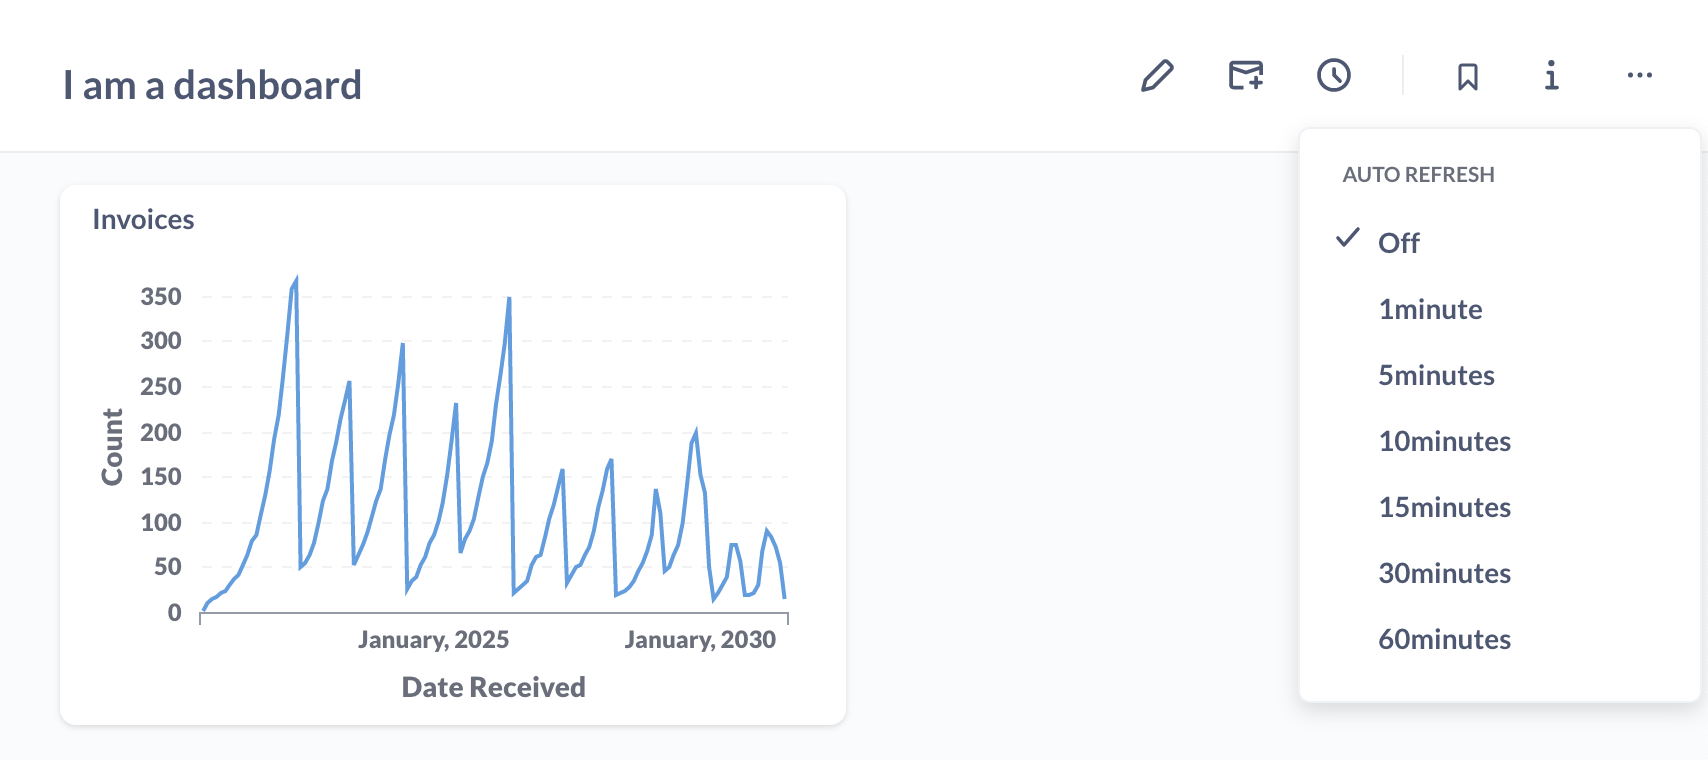 I am a dashboard
AUTO REFRESH
Off
1minute
5minutes
10minutes
15minutes
30minutes
60minutes
Invoices
350
300
250
200
150
100
50
0
Count
January, 2025
January, 2030
Date Received